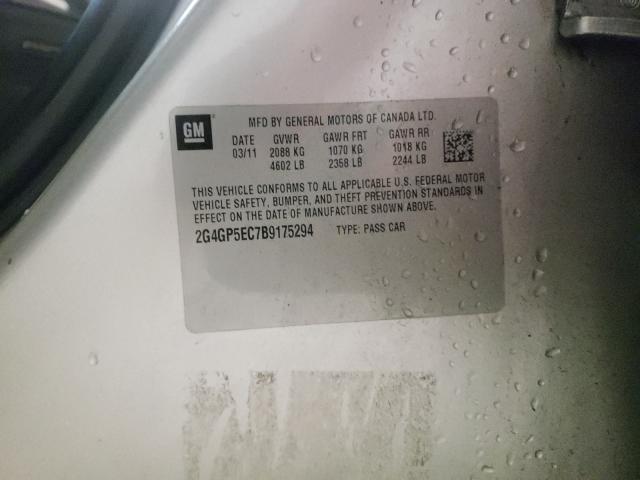 GM
MFD BY GENERAL MOTORS OF CANADA LTD.
DATE GVWR GAWR FRT GAWR RR
03/11 2088 KG 1070 KG 1018 KG
4602 LB 2358 LB 2244 LB
THIS VEHICLE CONFORMS TO ALL APPLICABLE U.S. FEDERAL MOTOR
VEHICLE SAFETY, BUMPER, AND THEFT PREVENTION STANDARDS IN
EFFECT ON THE DATE OF MANUFACTURE SHOWN ABOVE.
2G4GP5EC7B9175294 TYPE: PASS CAR